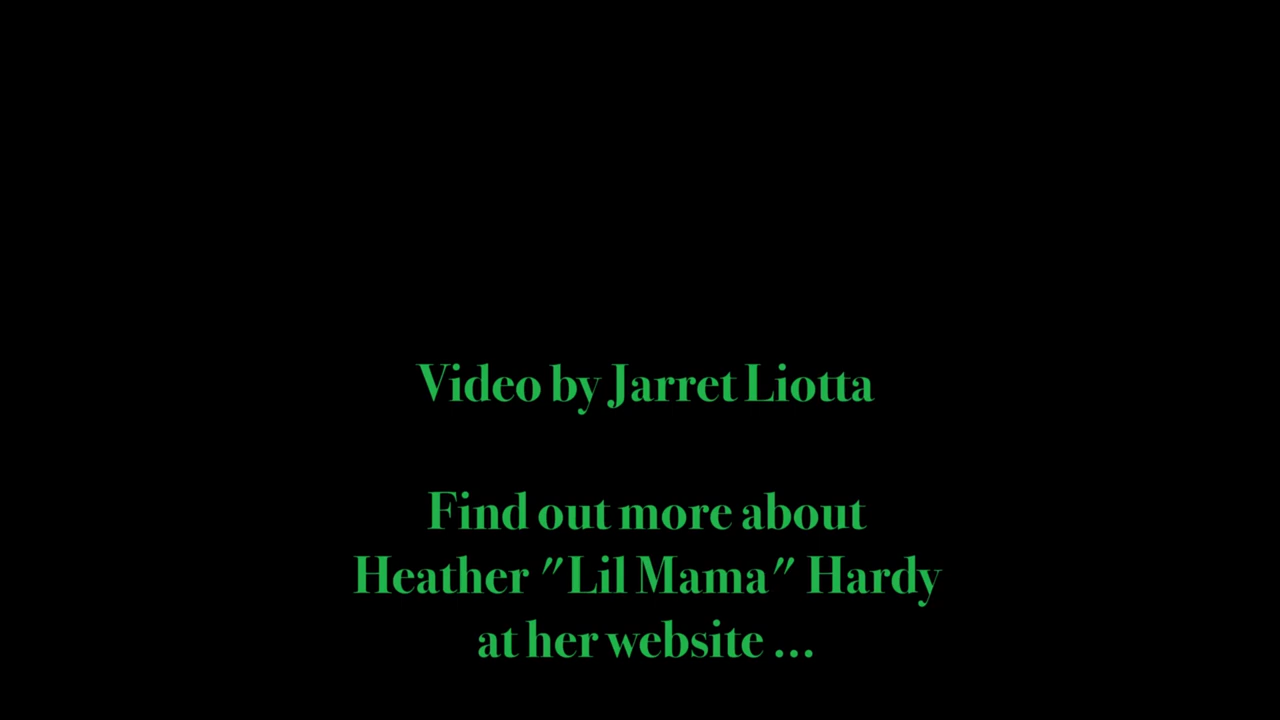 Video by Jarret Liotta
Find out more about
Heather "Lil Mama" Hardy
at her website ...